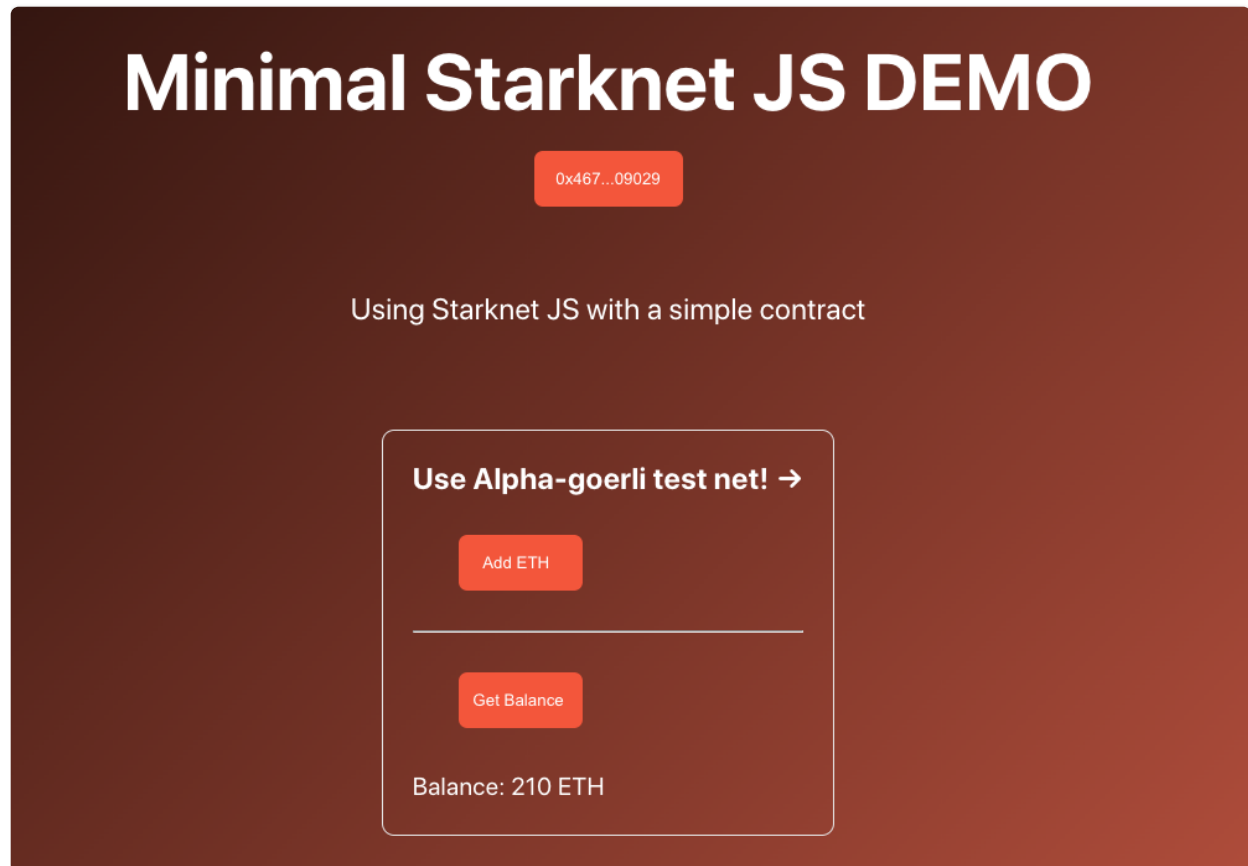 Minimal Starknet JS DEMO
0x467...09029
Using Starknet JS with a simple contract
Use Alpha-goerli test net! →
Add ETH
Get Balance
Balance: 210 ETH